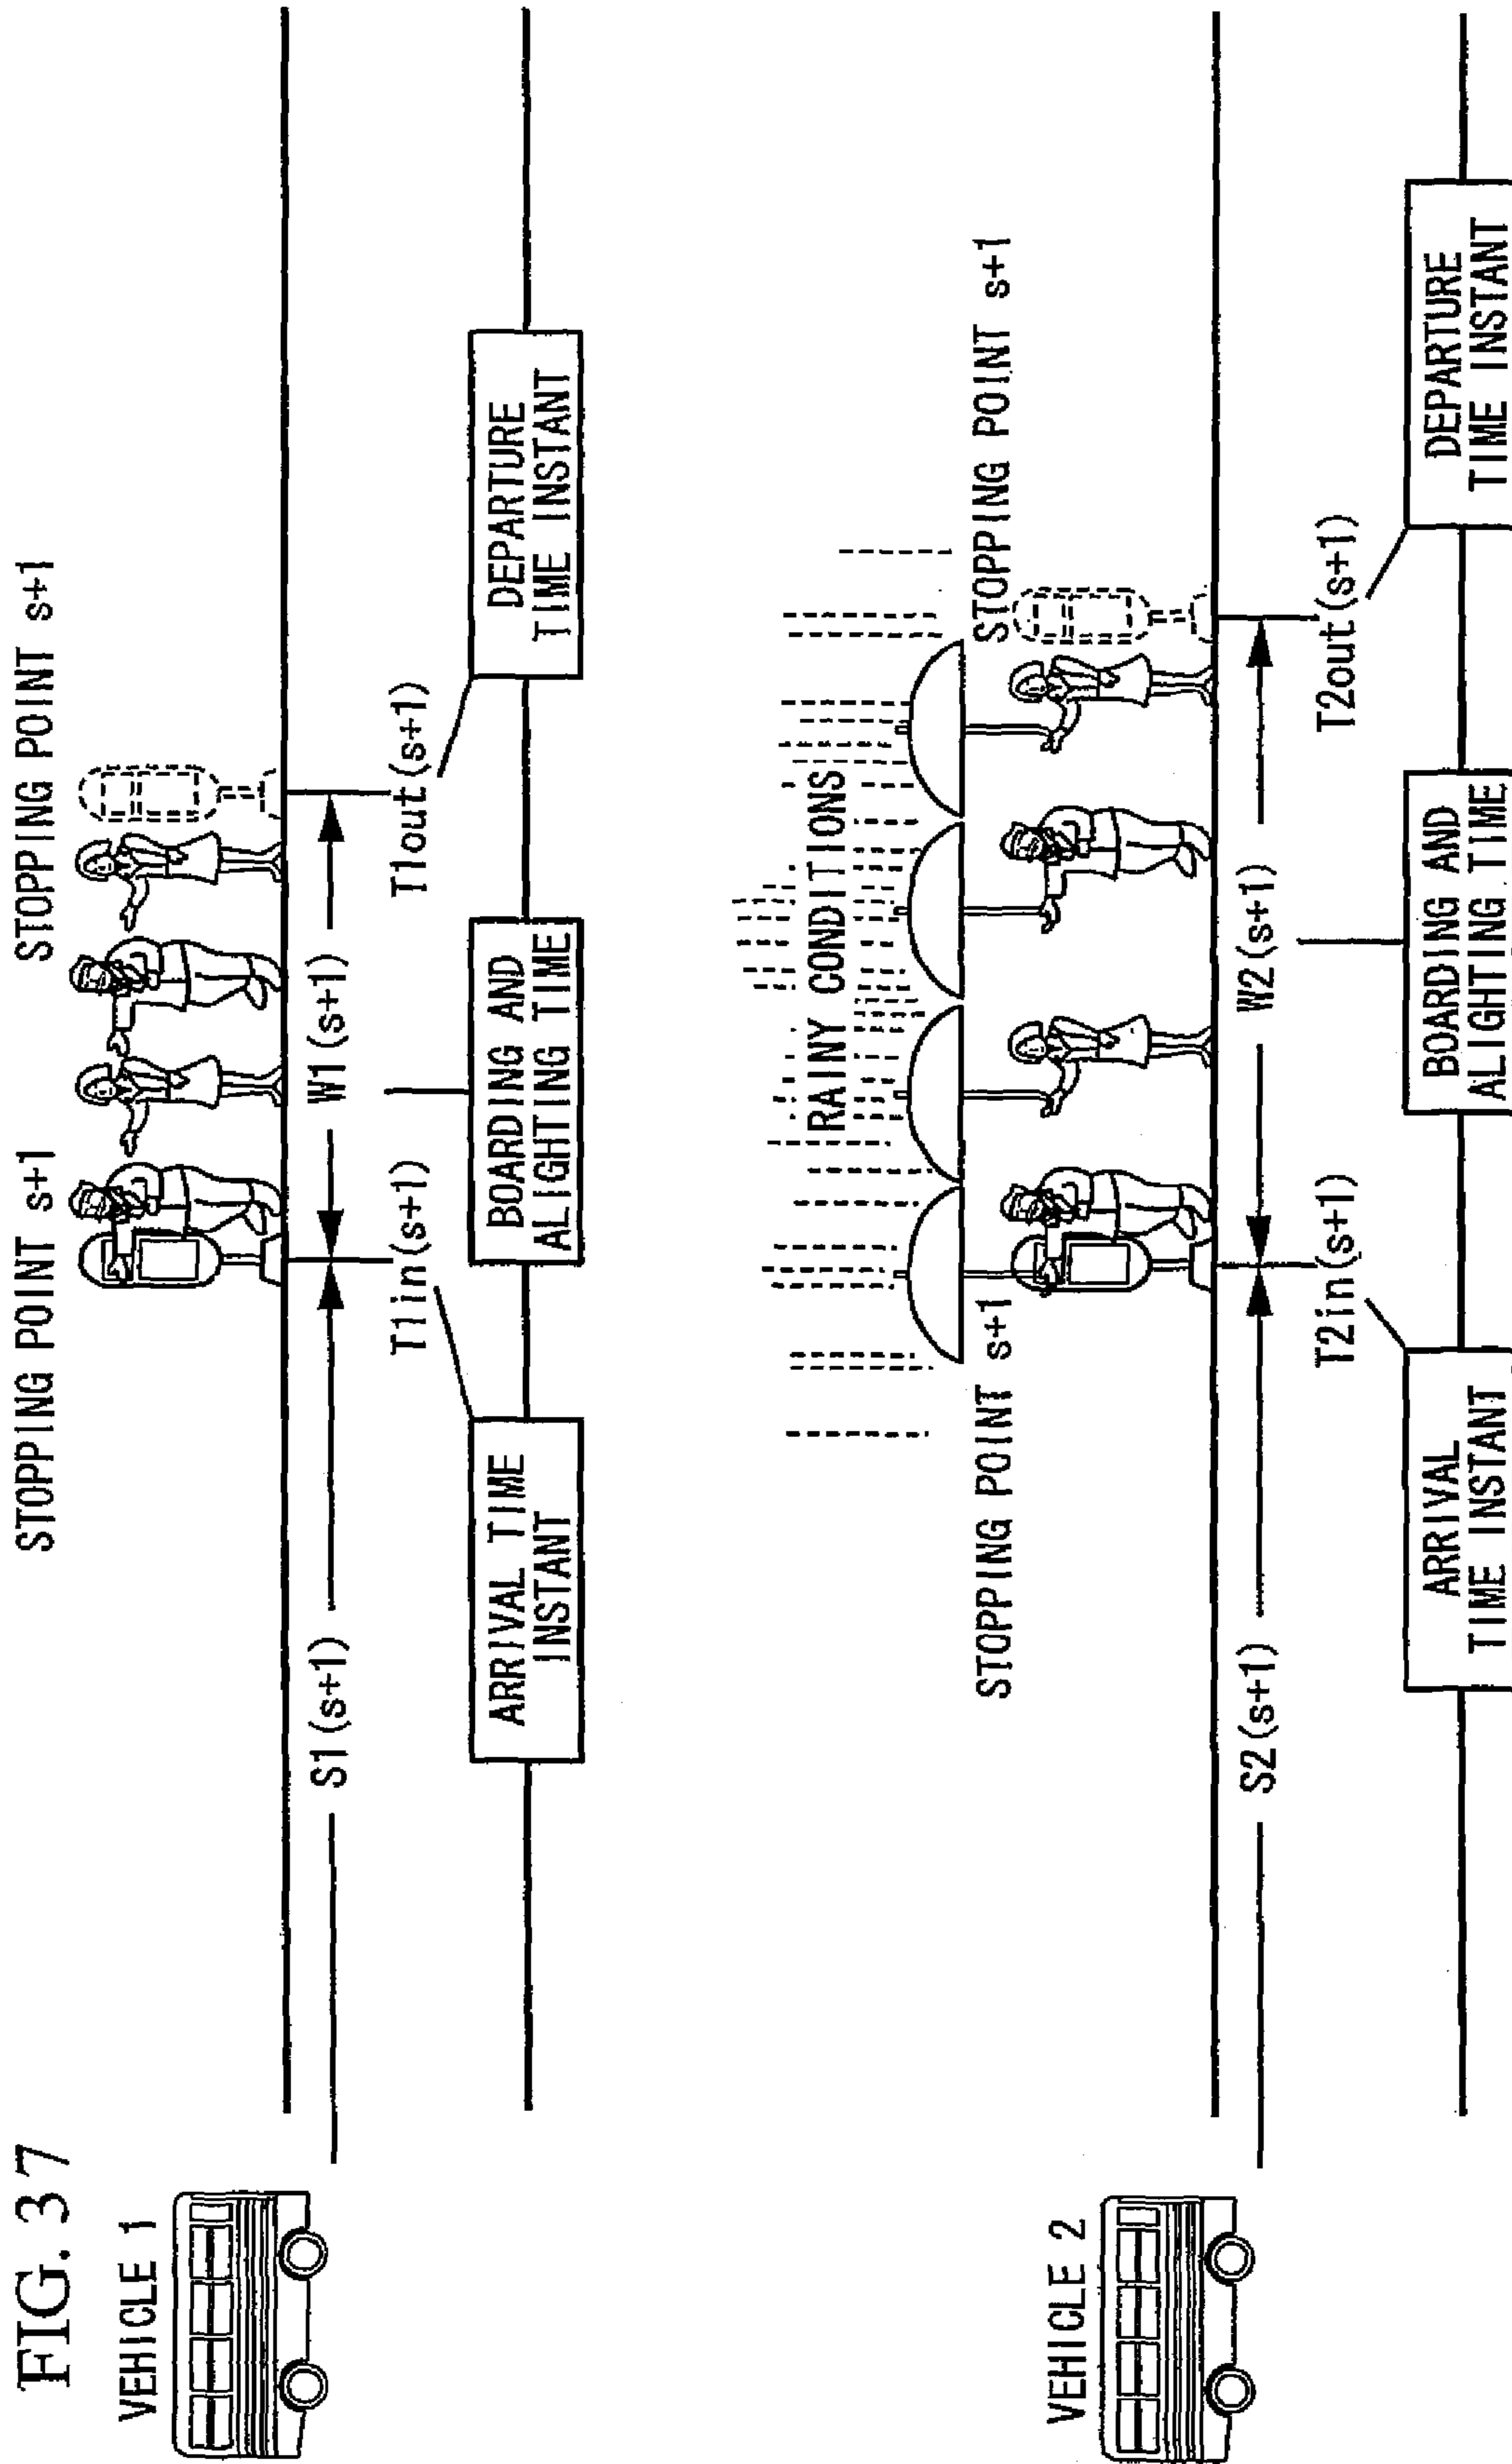 FIG. 37
VEHICLE 1
STOPPING POINT s+1
STOPPING POINT s+1
S1(s+1)
W1(s+1)
T1in(s+1)
T1out(s+1)
ARRIVAL TIME
INSTANT
BOARDING AND
ALIGHTING TIME
DEPARTURE
TIME INSTANT
VEHICLE 2
RAINY CONDITIONS
STOPPING POINT s+1
STOPPING POINT s+1
S2(s+1)
W2(s+1)
T2in(s+1)
T2out(s+1)
ARRIVAL
TIME INSTANT
BOARDING AND
ALIGHTING TIME
DEPARTURE
TIME INSTANT